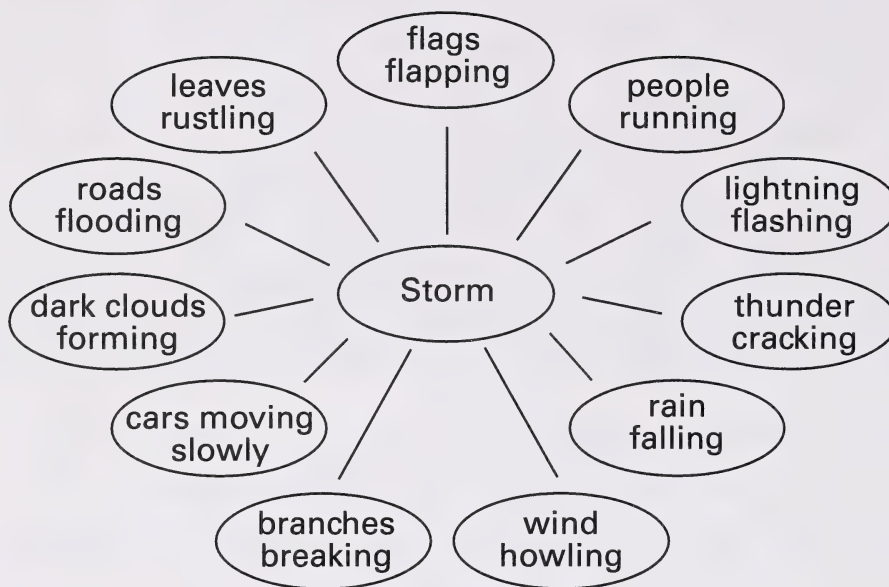 flags
flapping
people
running
lightning
flashing
thunder
cracking
rain
falling
wind
howling
branches
breaking
cars moving
slowly
dark clouds
forming
roads
flooding
leaves
rustling
Storm